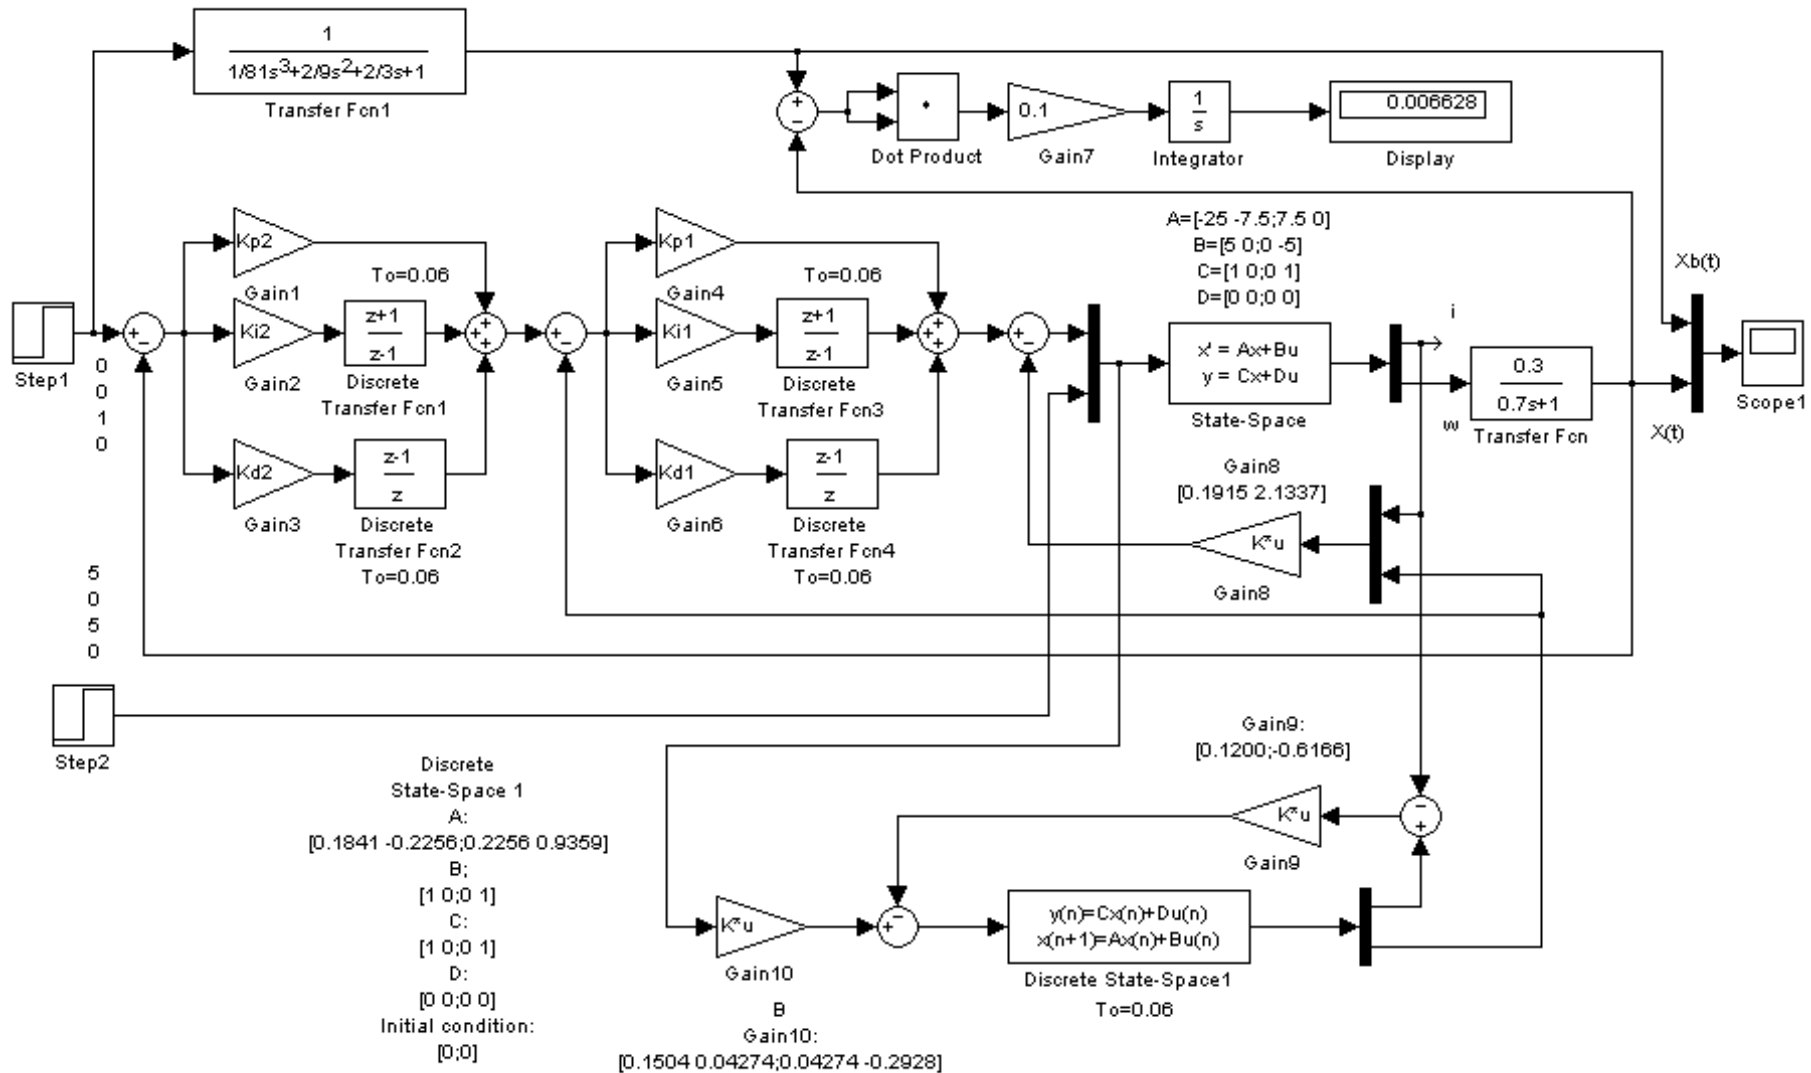 1
1/81s3+2/9s2+2/3s+1
Transfer Fcn1
+
−
Dot Product
0.1
Gain7
1
s
Integrator
0.006628
Display
Kp2
Gain1
To=0.06
Kp1
Gain4
To=0.06
A=[-25 -7.5;7.5 0]
B=[5 0;0 -5]
C=[1 0;0 1]
D=[0 0;0 0]
Xb(t)
Step1
+
−
Ki2
Gain2
z+1
z-1
Discrete
Transfer Fcn1
+
+
+
+
−
Ki1
Gain5
z+1
z-1
Discrete
Transfer Fcn3
+
+
+
+
−
x' = Ax+Bu
y = Cx+Du
State-Space
i
w
0.3
0.7s+1
Transfer Fcn
X(t)
Scope1
0
0
1
0
Kd2
Gain3
z-1
z
Discrete
Transfer Fcn2
To=0.06
Kd1
Gain6
z-1
z
Discrete
Transfer Fcn4
To=0.06
Gain8
[0.1915 2.1337]
K*u
Gain8
5
0
5
0
Step2
Gain9:
[0.1200;-0.6166]
K*u
Gain9
−
+
Discrete
State-Space 1
A:
[0.1841 -0.2256;0.2256 0.9359]
B;
[1 0;0 1]
C:
[1 0;0 1]
D:
[0 0;0 0]
Initial condition:
[0;0]
K*u
Gain10
B
Gain10:
[0.1504 0.04274;0.04274 -0.2928]
+
−
y(n)=Cx(n)+Du(n)
x(n+1)=Ax(n)+Bu(n)
Discrete State-Space1
To=0.06